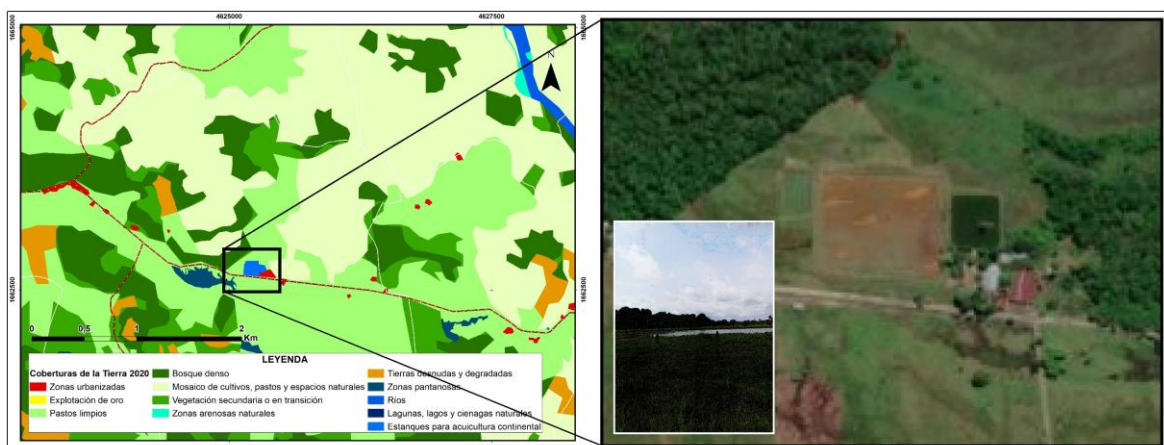 4625000
4627500
1665000
1665000
N
1662500
1662500
0 0,5 1 2
Km
LEYENDA
Coberturas de la Tierra 2020
Zonas urbanizadas
Explotación de oro
Pastos limpios
Bosque denso
Mosaico de cultivos, pastos y espacios naturales
Vegetación secundaria o en transición
Zonas arenosas naturales
Tierras desnudas y degradadas
Zonas pantanosas
Ríos
Lagunas, lagos y cienagas naturales
Estanques para acuicultura continental